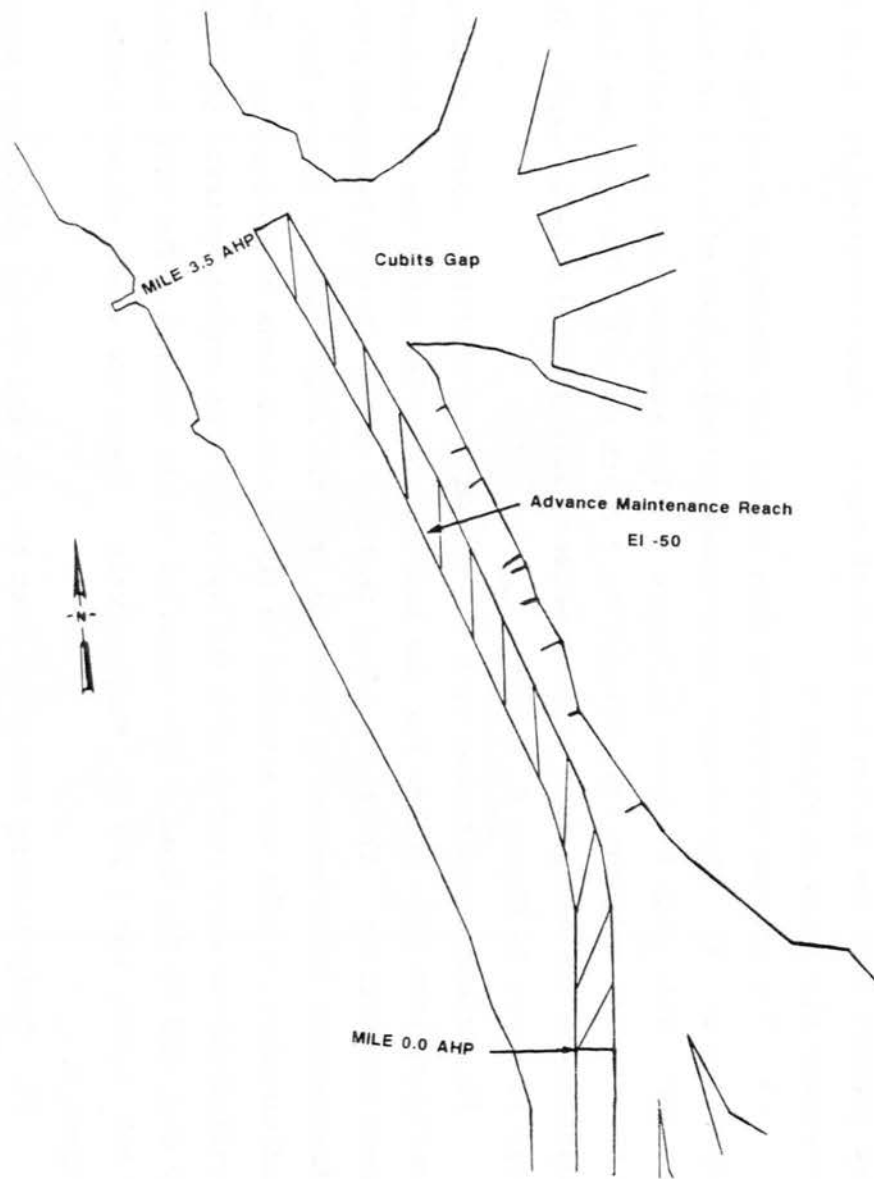 MILE 3.5 AHP
Cubits Gap
Advance Maintenance Reach
El -50
-N-
MILE 0.0 AHP